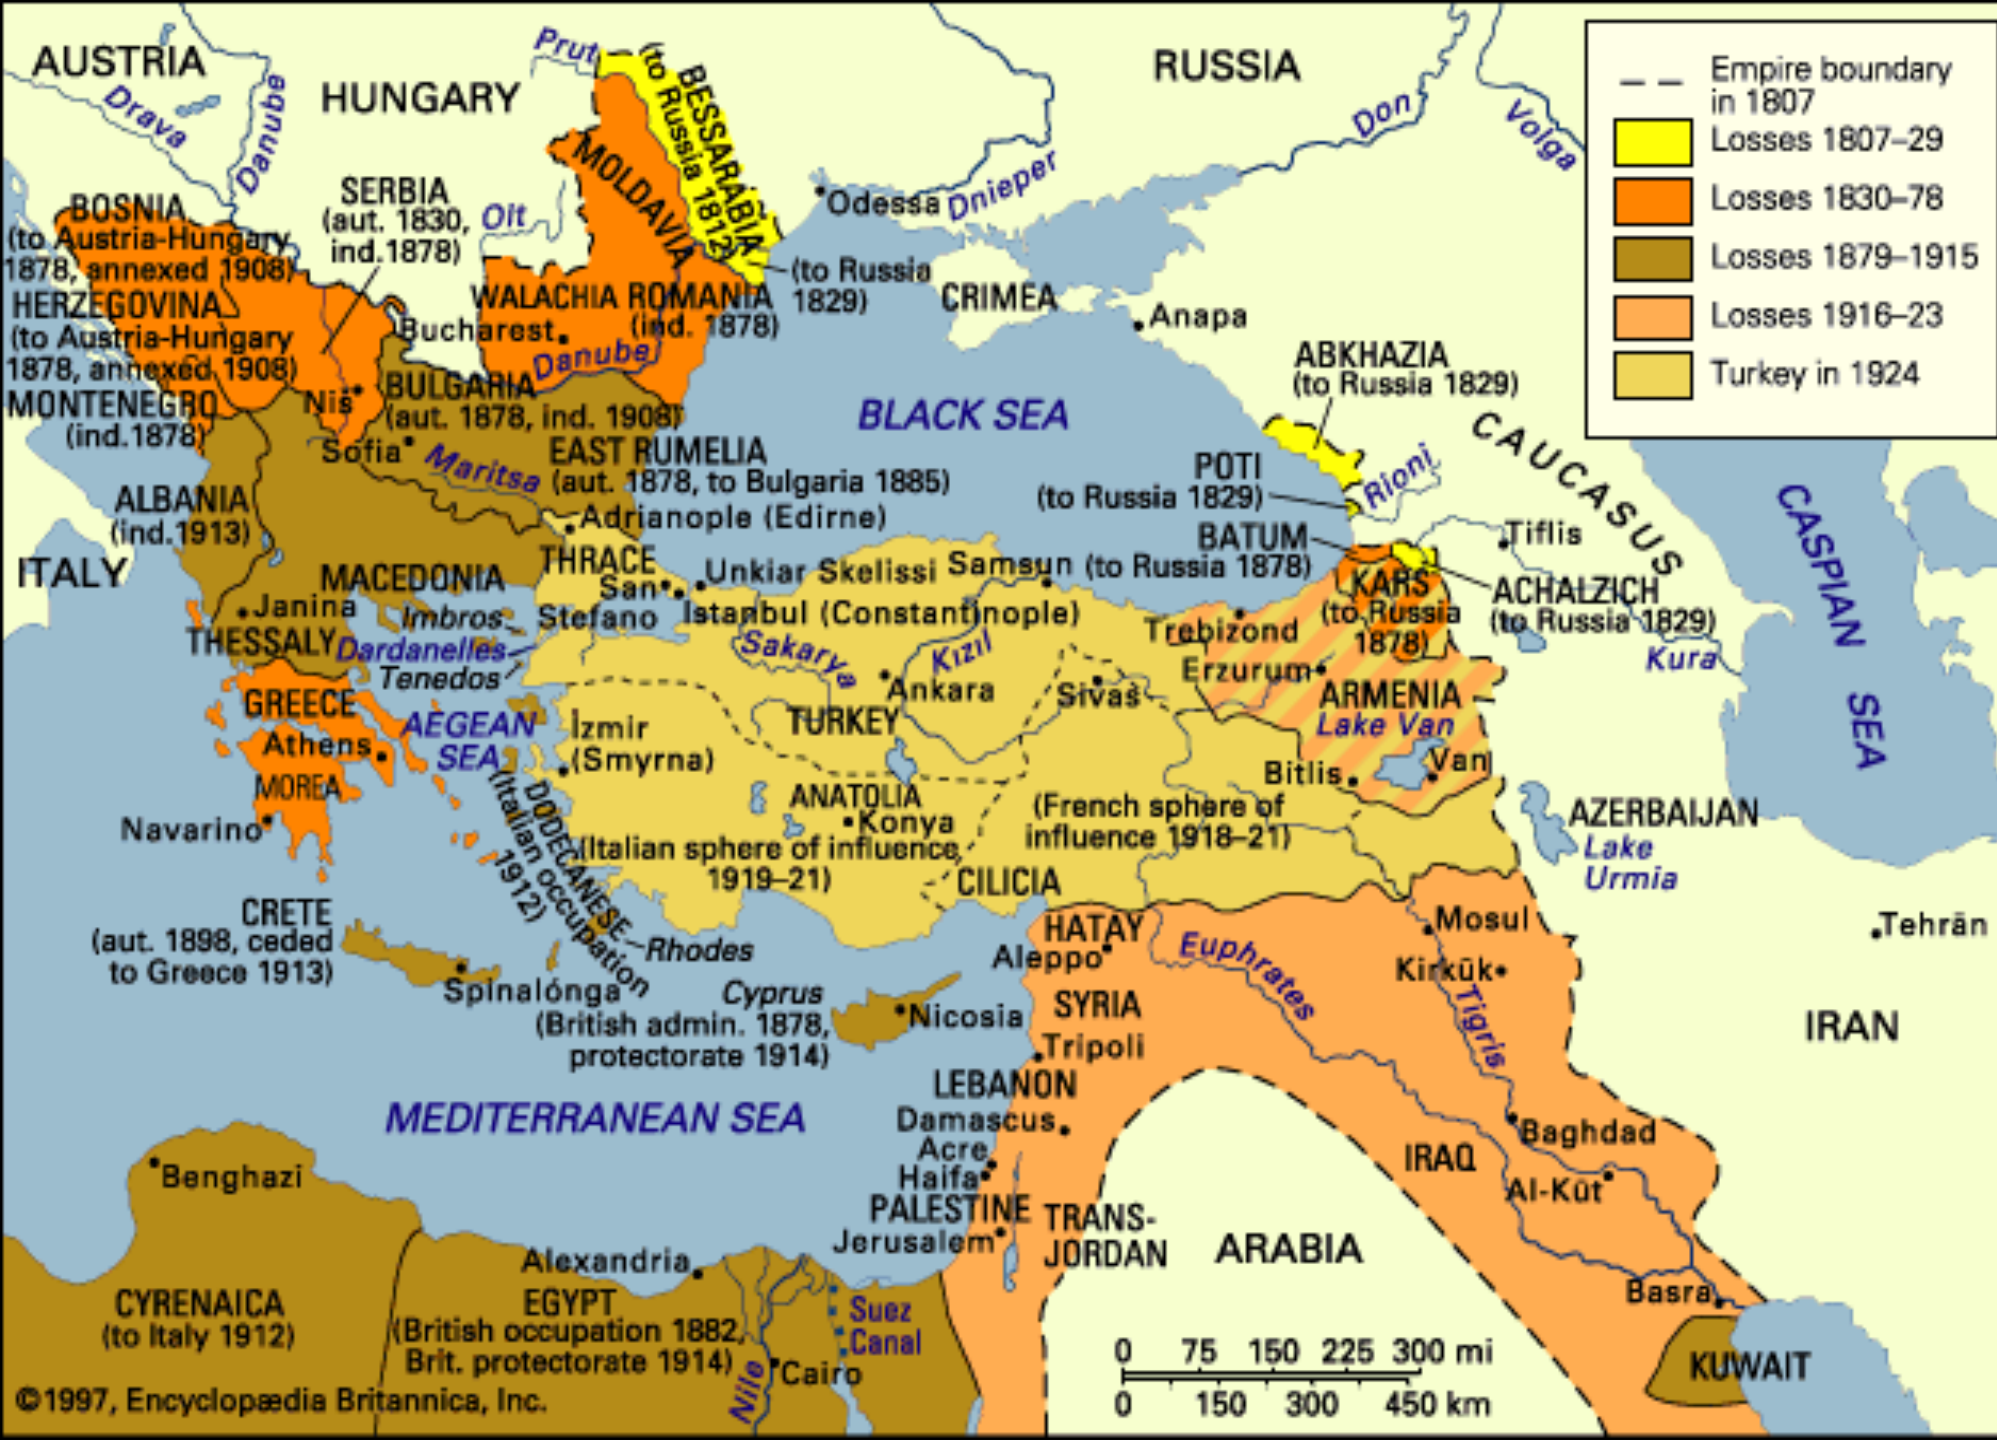 AUSTRIA
Drava
Danube
HUNGARY
Prut
BESSARABIA
(to Russia 1812)
RUSSIA
Don
Volga
Empire boundary
in 1807
Losses 1807–29
Losses 1830–78
Losses 1879–1915
Losses 1916–23
Turkey in 1924
BOSNIA
(to Austria-Hungary
1878, annexed 1908)
HERZEGOVINA
(to Austria-Hungary
1878, annexed 1908)
MONTENEGRO
(ind.1878)
SERBIA
(aut. 1830,
ind.1878)
Olt
MOLDAVIA
Odessa
Dnieper
(to Russia
1829)
WALACHIA
ROMANIA
(ind. 1878)
Bucharest
Danube
CRIMEA
Anapa
ABKHAZIA
(to Russia 1829)
CAUCASUS
BLACK SEA
Niš
BULGARIA
(aut. 1878, ind. 1908)
Sofia
Maritsa
EAST RUMELIA
(aut. 1878, to Bulgaria 1885)
POTI
(to Russia 1829)
Rioni
CASPIAN SEA
ALBANIA
(ind.1913)
Adrianople (Edirne)
BATUM
(to Russia 1878)
Tiflis
ITALY
MACEDONIA
THRACE
San
Stefano
Unkiar Skelissi
Samsun
Istanbul (Constantinople)
KARS
(to Russia
1878)
ACHALZICH
(to Russia 1829)
Janina
Imbros
THESSALY
Dardanelles
Tenedos
Sakarya
Kızıl
Trebizond
Erzurum
Kura
GREECE
Athens
MOREA
Navarino
AEGEAN
SEA
İzmir
(Smyrna)
Ankara
Sivas
TURKEY
ARMENIA
Lake Van
Van
Bitlis
DODECANESE
(Italian occupation
1912)
ANATOLIA
Konya
(Italian sphere of influence
1919–21)
(French sphere of
influence 1918–21)
CILICIA
AZERBAIJAN
Lake
Urmia
CRETE
(aut. 1898, ceded
to Greece 1913)
Spinalónga
Rhodes
Cyprus
(British admin. 1878,
protectorate 1914)
Nicosia
HATAY
Aleppo
Euphrates
Mosul
Kirkūk
Tigris
Tehrān
SYRIA
Tripoli
LEBANON
Damascus
IRAN
MEDITERRANEAN SEA
Acre
Haifa
PALESTINE
Jerusalem
TRANS-
JORDAN
ARABIA
Baghdad
IRAQ
Al-Kūt
Basra
KUWAIT
Benghazi
CYRENAICA
(to Italy 1912)
Alexandria
EGYPT
(British occupation 1882,
Brit. protectorate 1914)
Suez
Canal
Nile
Cairo
0 75 150 225 300 mi
0 150 300 450 km
©1997, Encyclopædia Britannica, Inc.